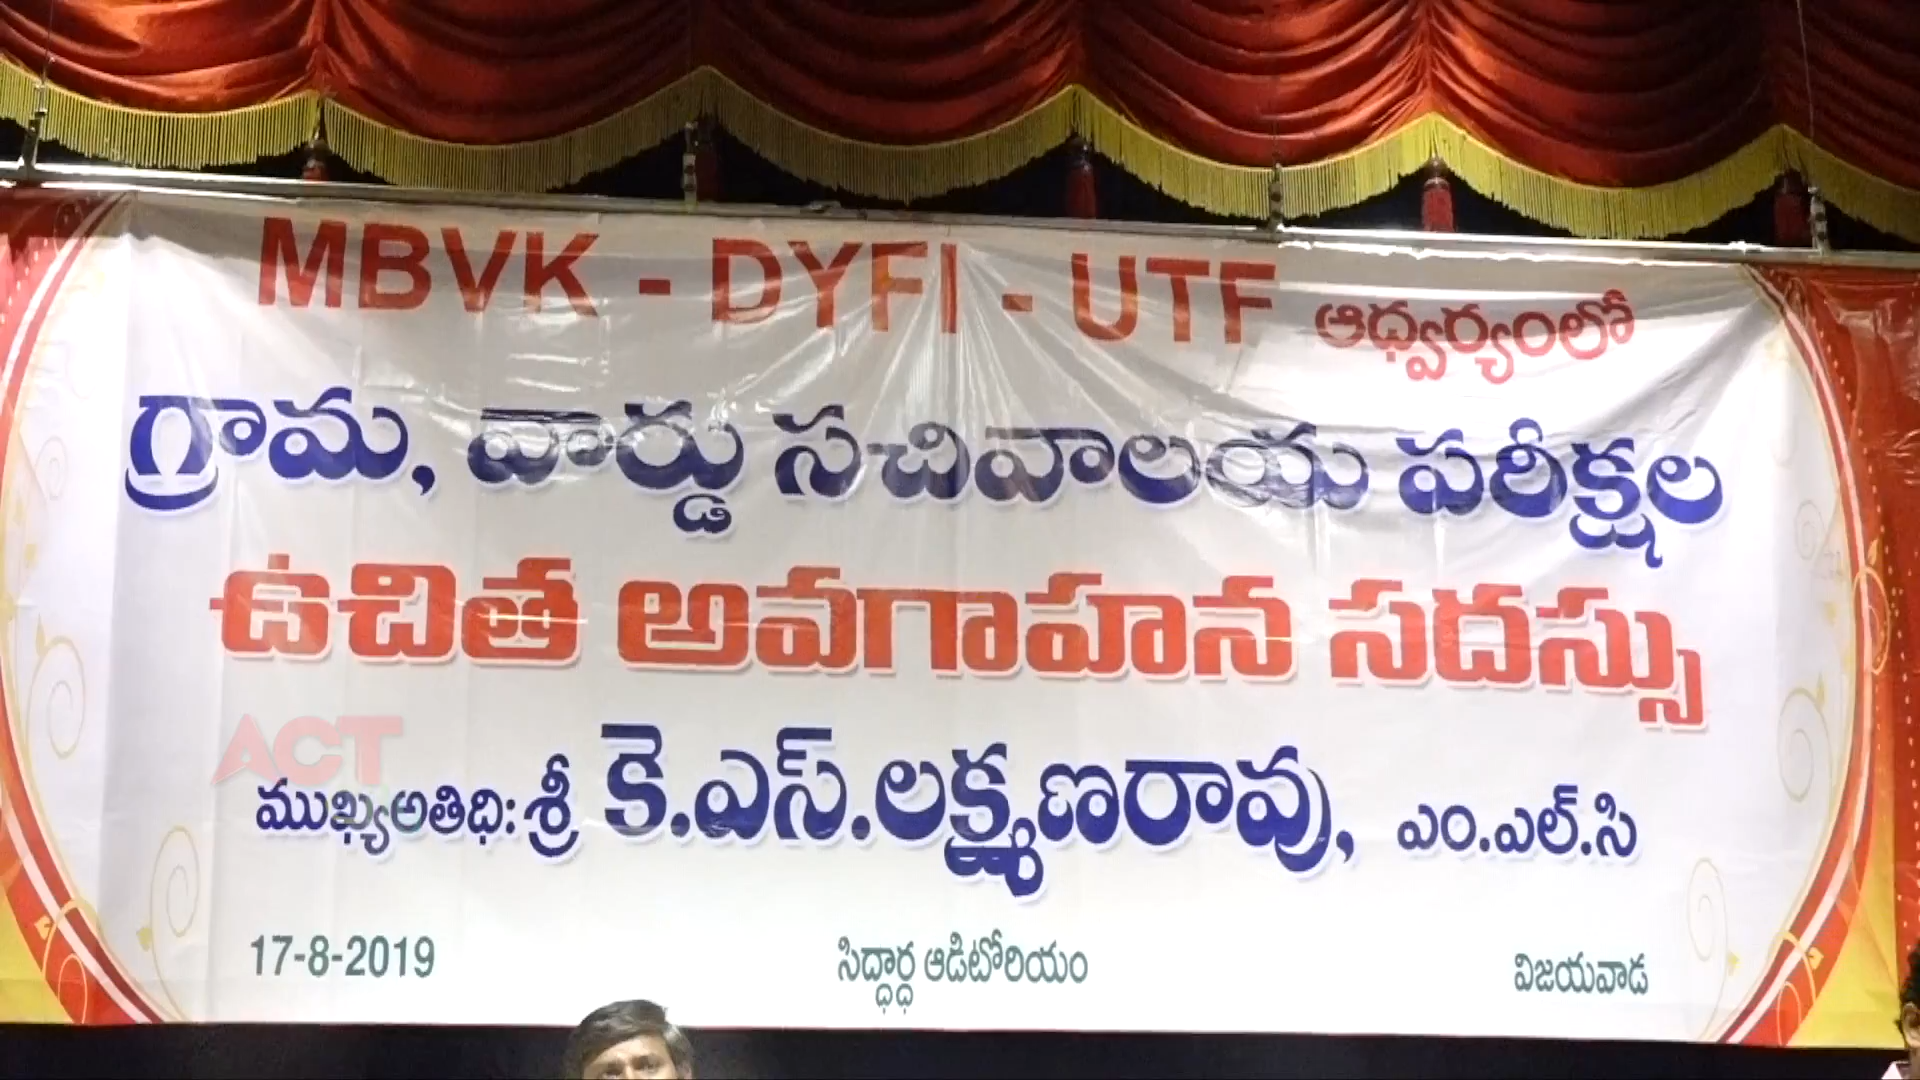 MBVK - DYFI - UTF ఆధ్వర్యంలో
గ్రామ, వార్డు సచివాలయ పరీక్షల
ఉచిత అవగాహన సదస్సు
ACT
ముఖ్యఅతిధి: శ్రీ కె.ఎస్.లక్ష్మణరావు, ఎం.ఎల్.సి
17-8-2019 సిద్ధార్ధ ఆడిటోరియం విజయవాడ